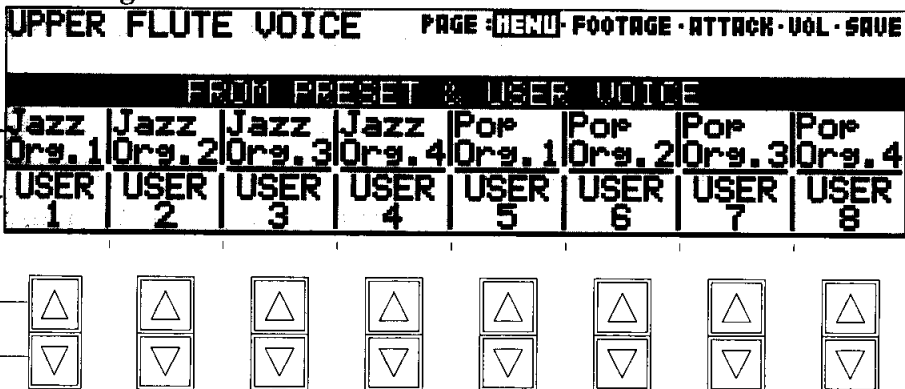 UPPER FLUTE VOICE PAGE :MENU· FOOTAGE · ATTACK · VOL · SAVE
FROM PRESET & USER VOICE
Jazz Org.1 Jazz Org.2 Jazz Org.3 Jazz Org.4 Pop Org.1 Pop Org.2 Pop Org.3 Pop Org.4
USER 1 USER 2 USER 3 USER 4 USER 5 USER 6 USER 7 USER 8